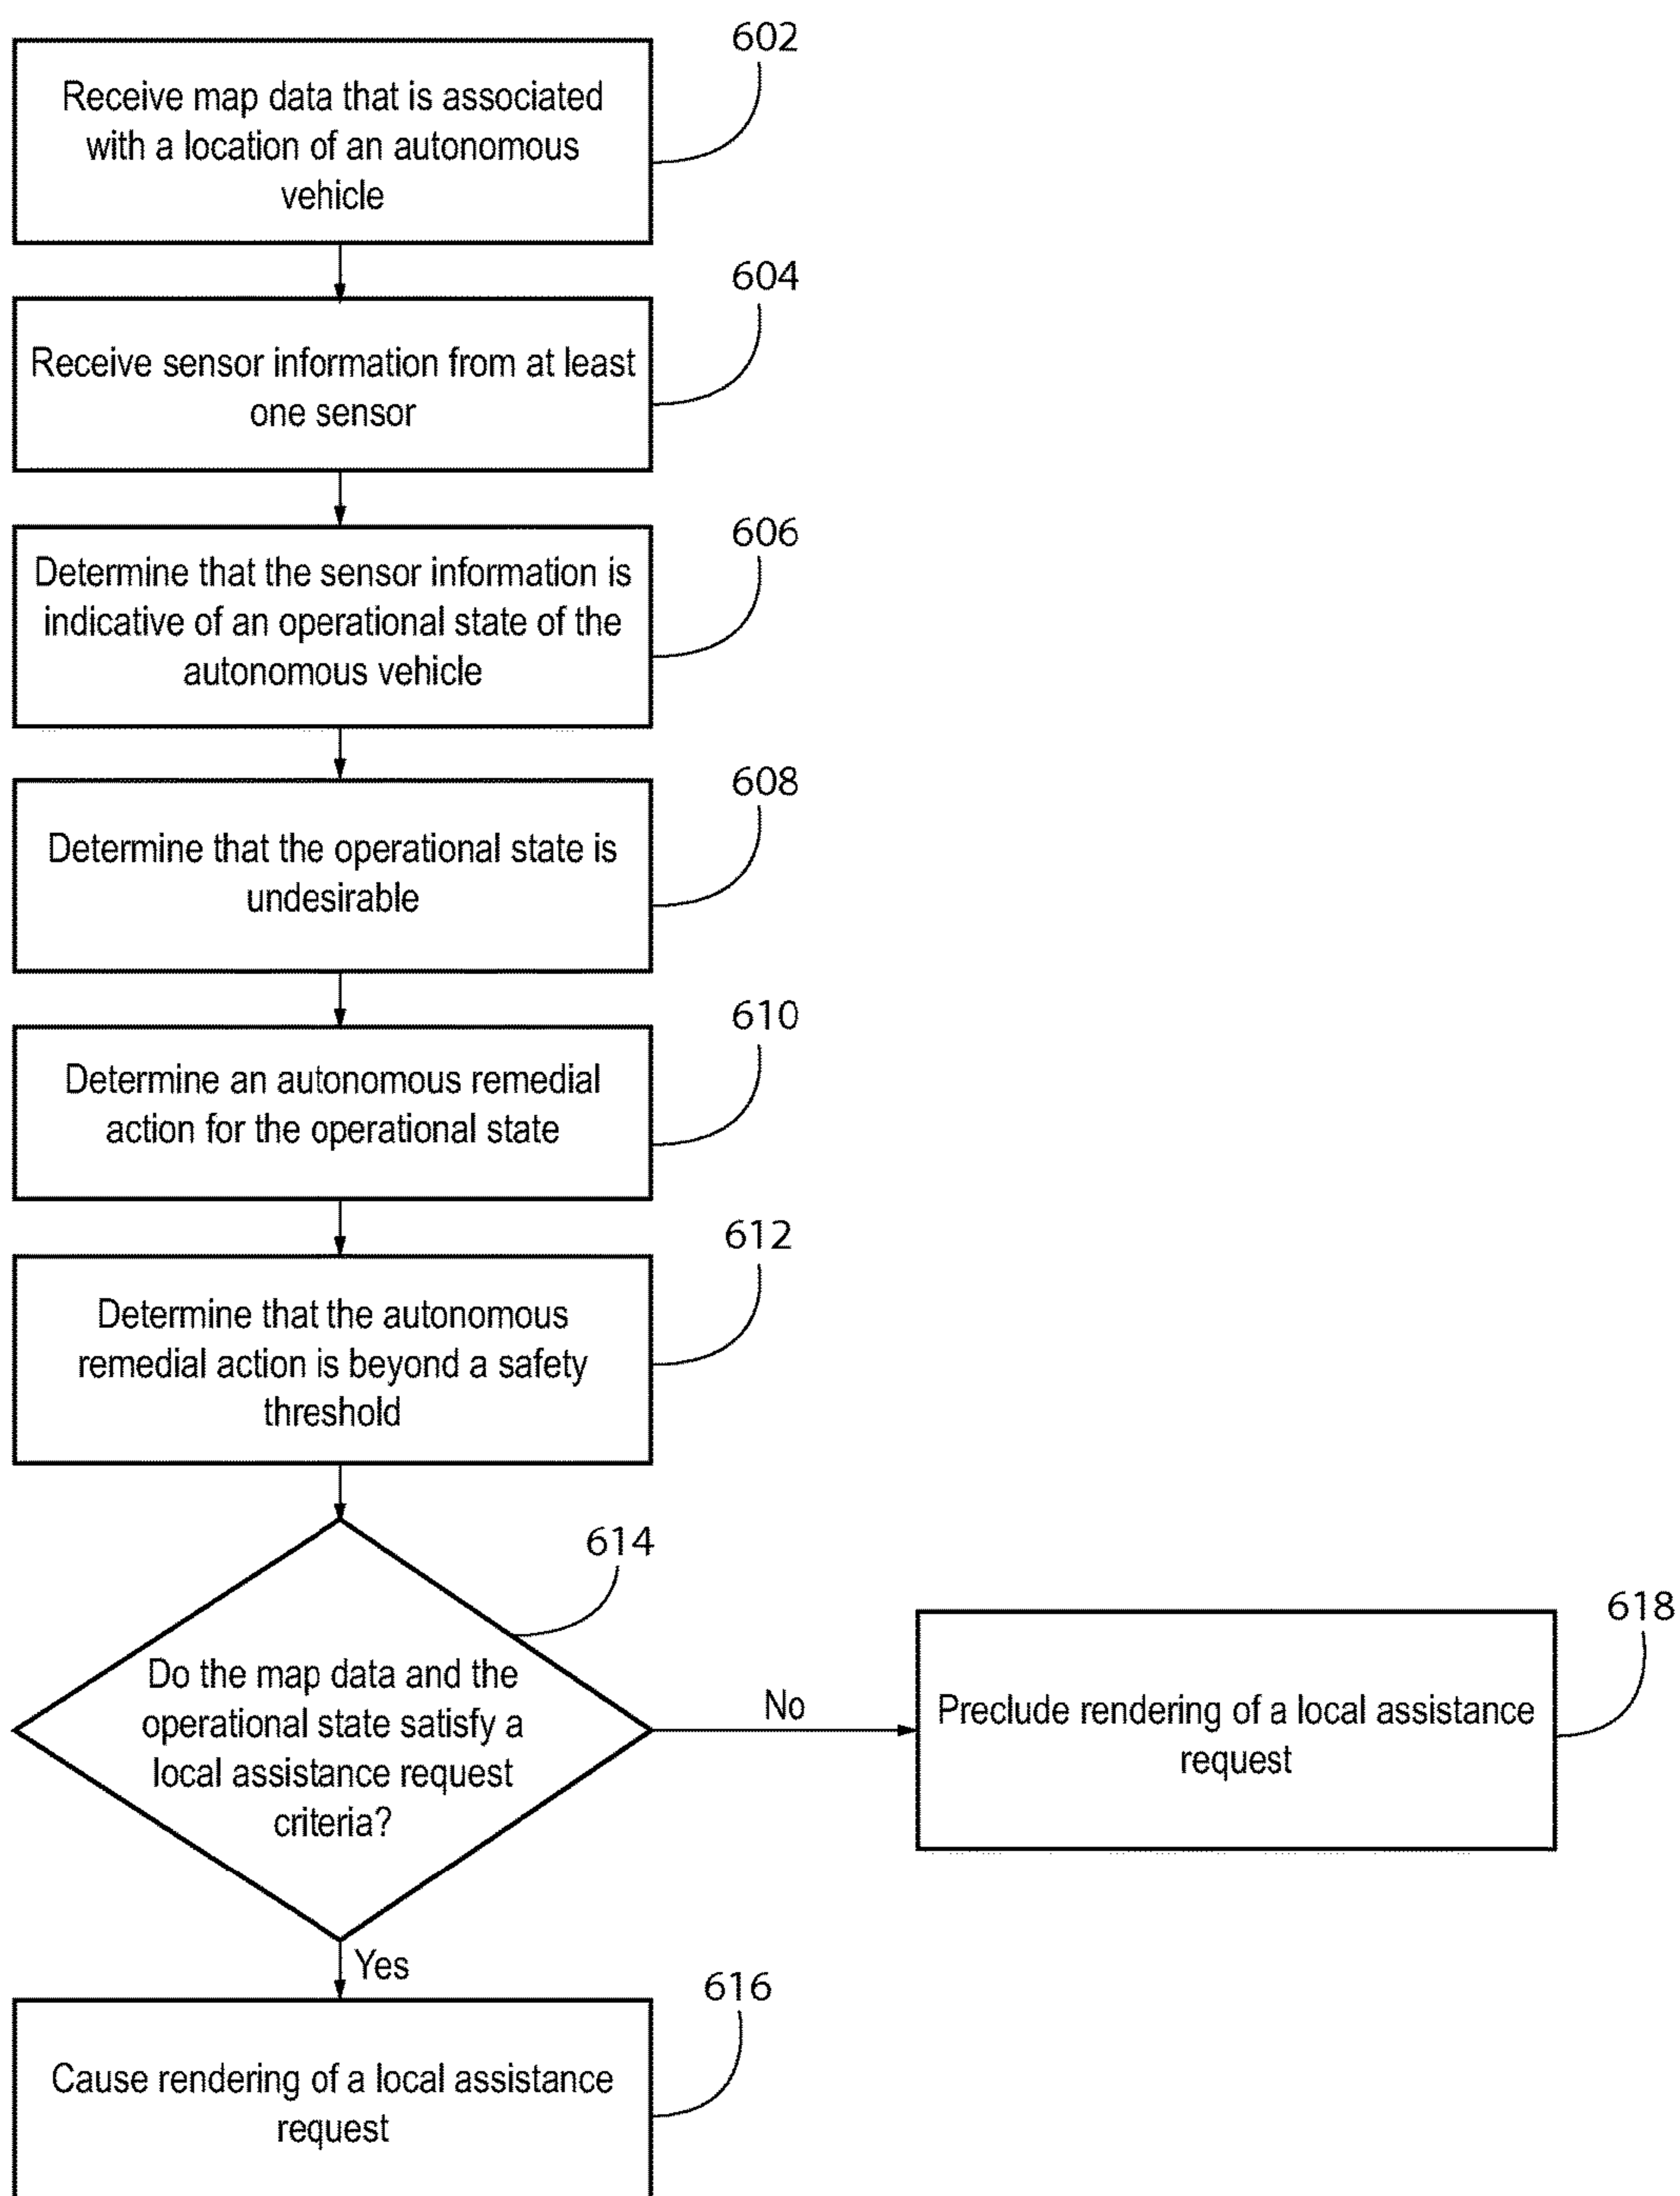 602
Receive map data that is associated
with a location of an autonomous
vehicle
604
Receive sensor information from at least
one sensor
606
Determine that the sensor information is
indicative of an operational state of the
autonomous vehicle
608
Determine that the operational state is
undesirable
610
Determine an autonomous remedial
action for the operational state
612
Determine that the autonomous
remedial action is beyond a safety
threshold
614
Do the map data and the
operational state satisfy a
local assistance request
criteria?
No
618
Preclude rendering of a local assistance
request
Yes
616
Cause rendering of a local assistance
request